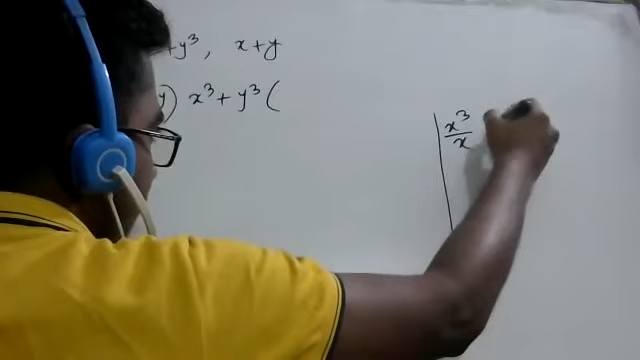 +y³, x+y
y) x³+y³(
x³/x